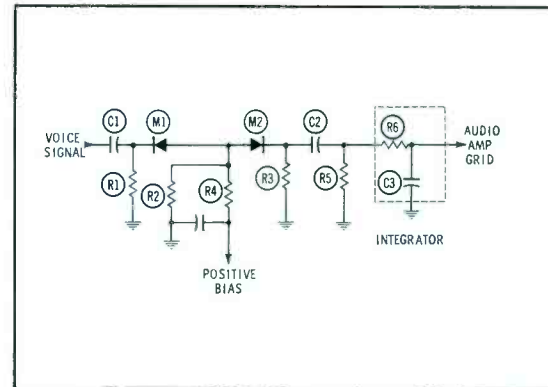 VOICE
SIGNAL
C1
M1
M2
C2
R6
AUDIO
AMP
GRID
R1
R2
R4
R3
R5
C3
INTEGRATOR
POSITIVE
BIAS